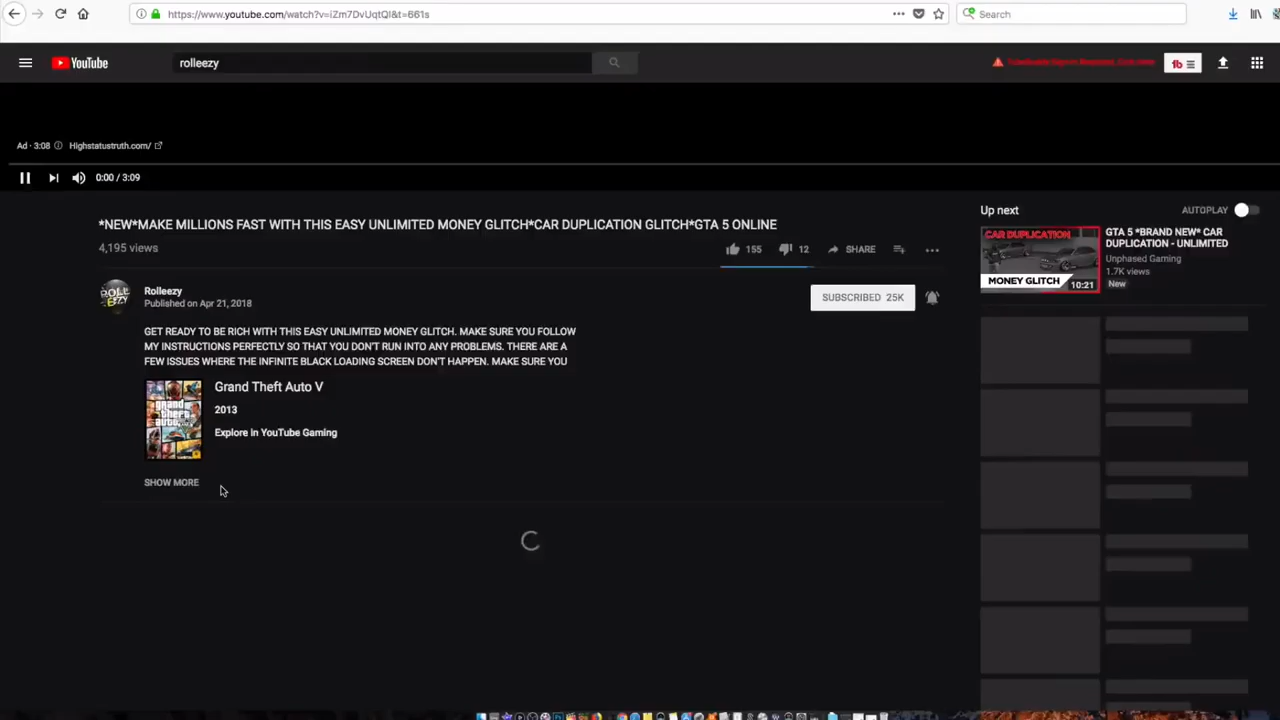 https://www.youtube.com/watch?v=iZm7DvUqtQI&t=661s
Search
YouTube
rolleezy
tb
Ad · 3:08
Highstatustruth.com/
0:00 / 3:09
*NEW*MAKE MILLIONS FAST WITH THIS EASY UNLIMITED MONEY GLITCH*CAR DUPLICATION GLITCH*GTA 5 ONLINE
4,195 views
155
12
SHARE
Rolleezy
Published on Apr 21, 2018
SUBSCRIBED 25K
GET READY TO BE RICH WITH THIS EASY UNLIMITED MONEY GLITCH. MAKE SURE YOU FOLLOW
MY INSTRUCTIONS PERFECTLY SO THAT YOU DON'T RUN INTO ANY PROBLEMS. THERE ARE A
FEW ISSUES WHERE THE INFINITE BLACK LOADING SCREEN DON'T HAPPEN. MAKE SURE YOU
grand
theft
auto
Grand Theft Auto V
2013
Explore in YouTube Gaming
SHOW MORE
Up next
AUTOPLAY
CAR DUPLICATION
MONEY GLITCH
10:21
GTA 5 *BRAND NEW* CAR
DUPLICATION - UNLIMITED
Unphased Gaming
1.7K views
New